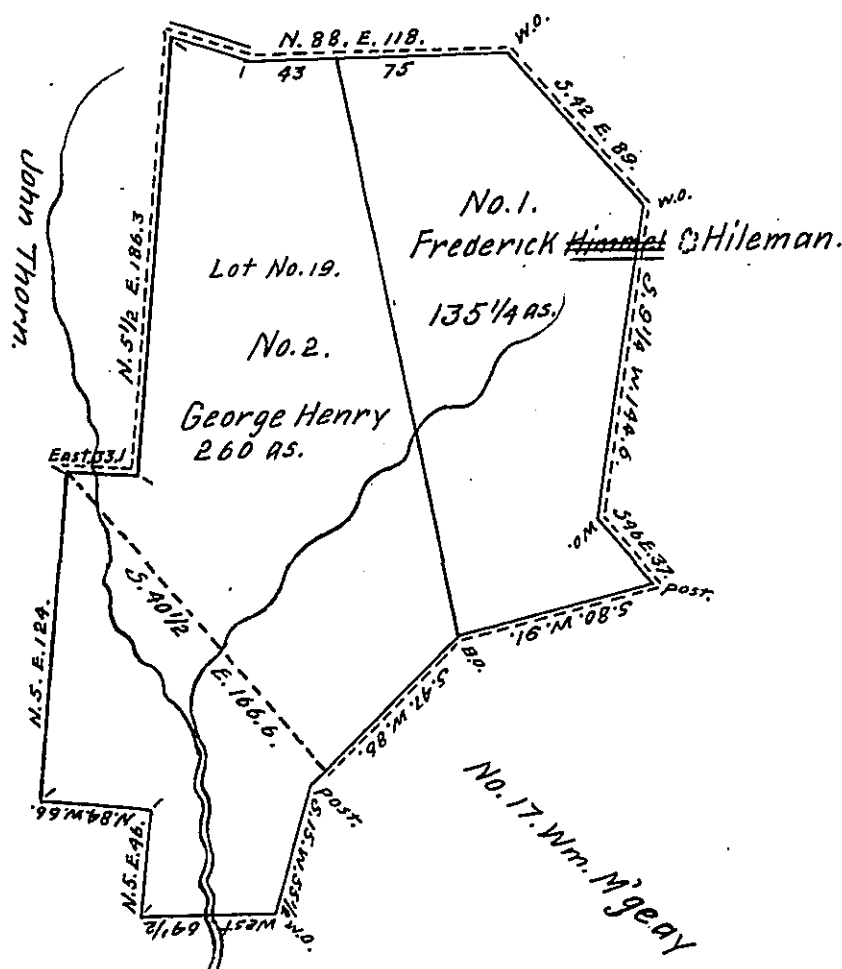 N. 88. E. 118.
1 43 75
W.O.
S. 42 E. 89.
W.O.
John Thorn.
N. 5 1/2 E. 186.3
Lot No. 19.
No. 2.
George Henry
260 as.
No. 1.
Frederick Himmel Hileman.
135 1/4 as.
S. 9 1/4 W. 144.6.
W.O.
S46E.37.
Post.
S. 80. W. 91.
B.O.
S. 47. W. 86.
East. 33.1
S. 40 1/2 E. 166.6.
N. 5. E. 124.
N. 84 W. 66.
N. 5. E. 46.
69 1/2 West
W.O.
S. 15. W. 55 1/2
Post.
No. 17. Wm. M'geay